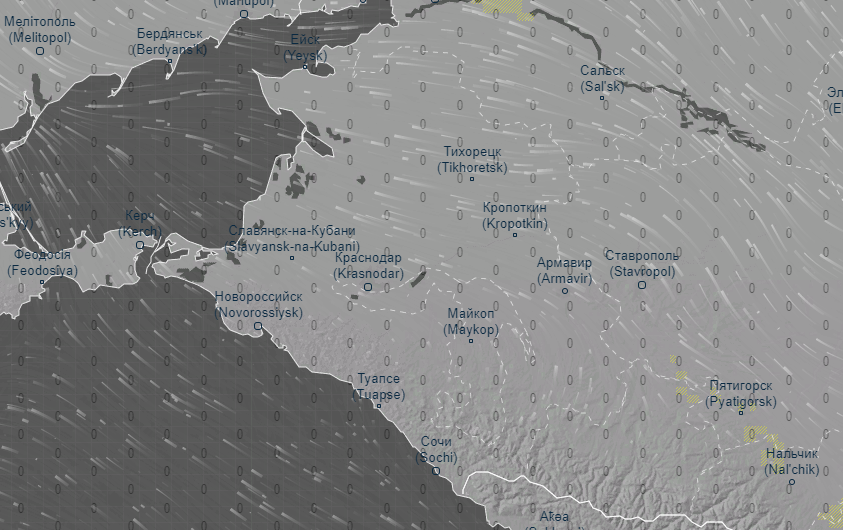 (Mariupol)
Мелітополь
(Melitopol)
Бердянськ
(Berdyans'k)
Ейск
(Yeysk)
Сальск
(Sal'sk)
Тихорецк
(Tikhoretsk)
Кропоткин
(Kropotkin)
Керч
(Kerch)
Славянск-на-Кубани
Slavyansk-na-Kubani)
Феодосія
(Feodosiya)
Краснодар
(Krasnodar)
Армавир
(Armavir)
Ставрополь
(Stavropol)
Новороссийск
(Novorossiysk)
Майкоп
(Maykop)
Туапсе
(Tuapse)
Пятигорск
(Pyatigorsk)
Сочи
(Sochi)
Нальчик
(Nal'chik)
Аҟәа